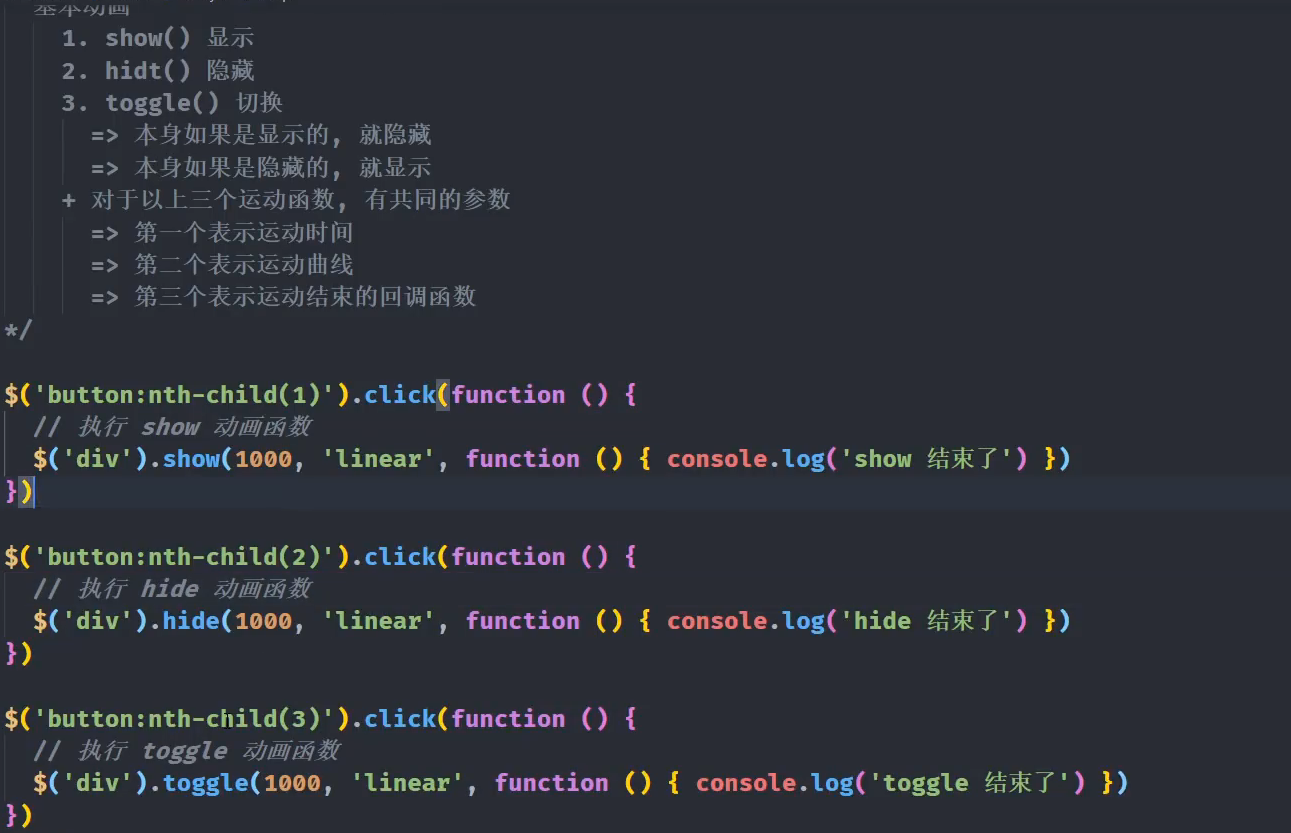 基本动画
1. show() 显示
2. hidt() 隐藏
3. toggle() 切换
=> 本身如果是显示的, 就隐藏
=> 本身如果是隐藏的, 就显示
+ 对于以上三个运动函数, 有共同的参数
=> 第一个表示运动时间
=> 第二个表示运动曲线
=> 第三个表示运动结束的回调函数
*/
$('button:nth-child(1)').click(function () {
// 执行 show 动画函数
$('div').show(1000, 'linear', function () { console.log('show 结束了') })
})
$('button:nth-child(2)').click(function () {
// 执行 hide 动画函数
$('div').hide(1000, 'linear', function () { console.log('hide 结束了') })
})
$('button:nth-child(3)').click(function () {
// 执行 toggle 动画函数
$('div').toggle(1000, 'linear', function () { console.log('toggle 结束了') })
})